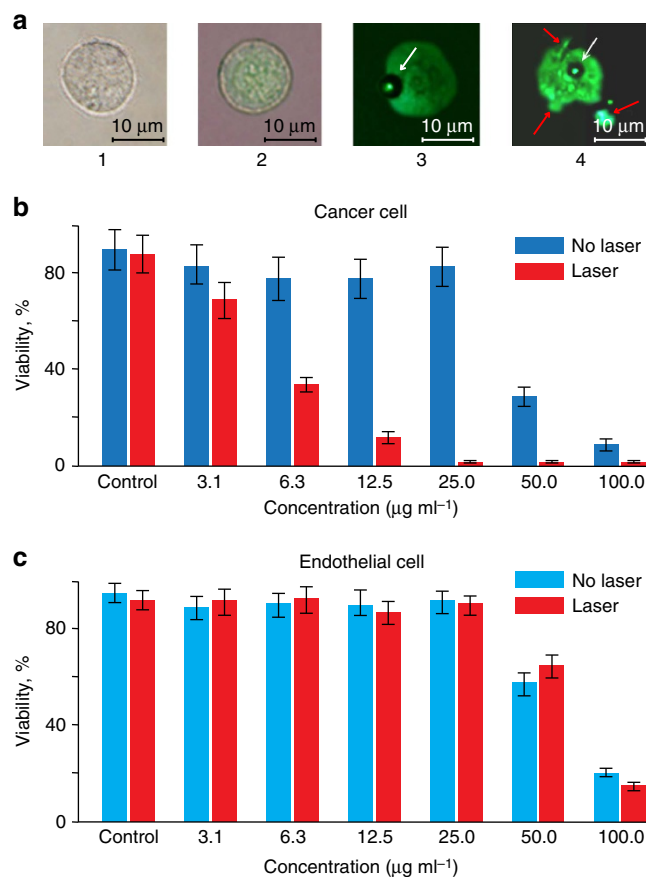 a
10 μm
10 μm
10 μm
10 μm
1
2
3
4
b
Cancer cell
No laser
Laser
Viability, %
80
40
0
Control 3.1 6.3 12.5 25.0 50.0 100.0
Concentration (μg ml⁻¹)
c
Endothelial cell
No laser
Laser
Viability, %
80
40
0
Control 3.1 6.3 12.5 25.0 50.0 100.0
Concentration (μg ml⁻¹)